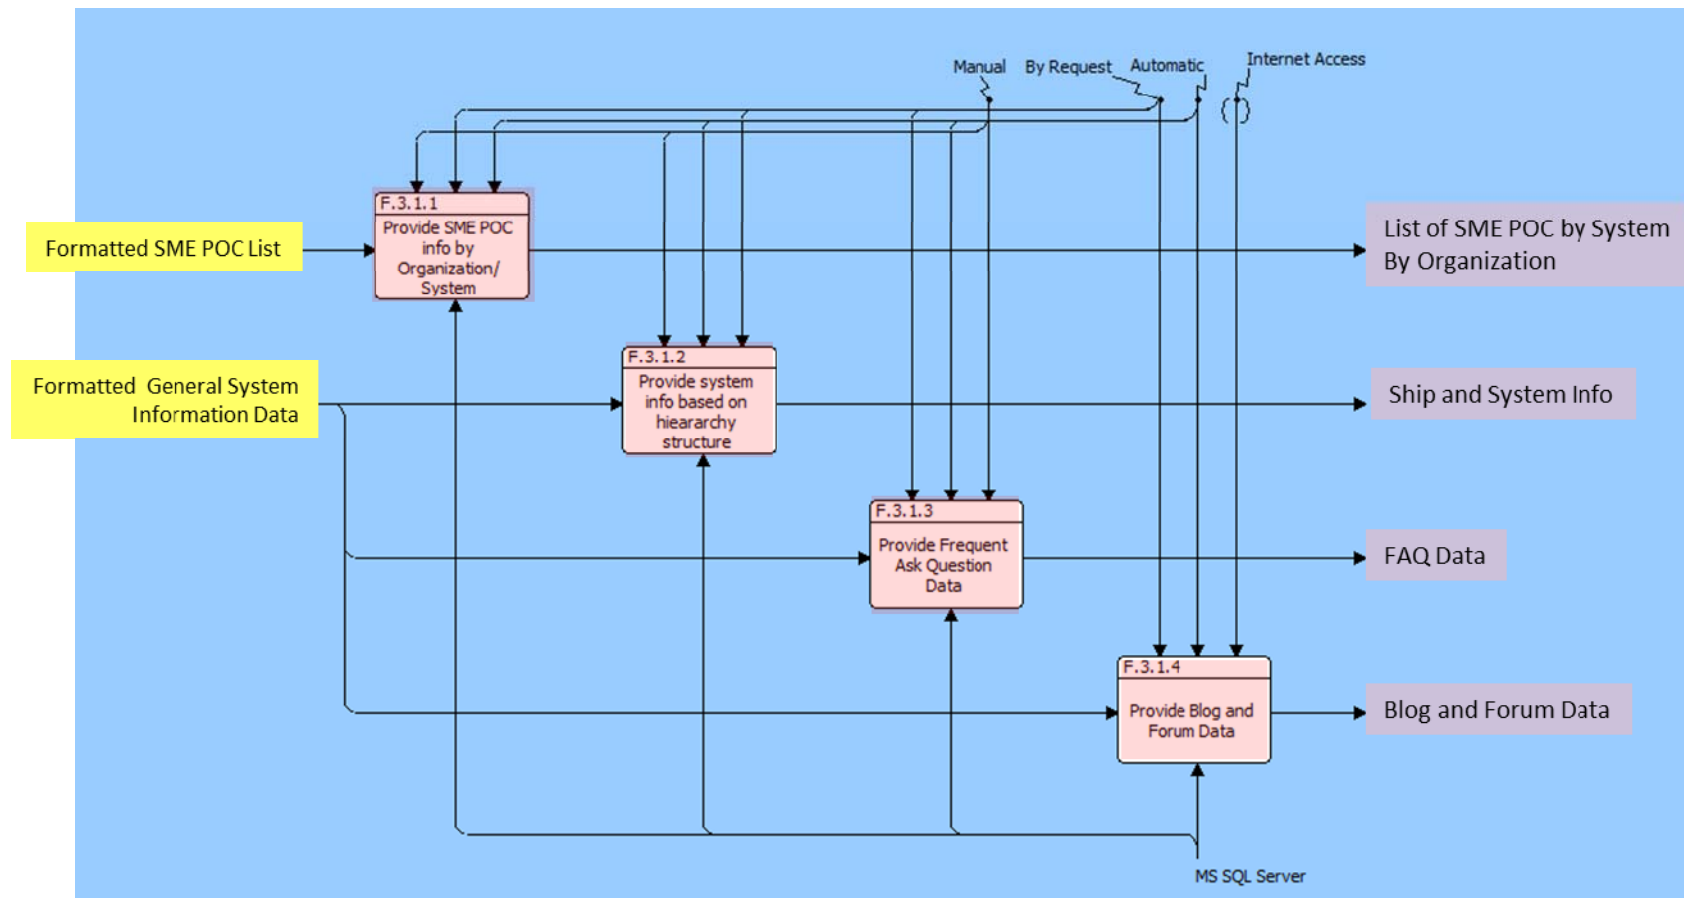 Manual
By Request
Automatic
Internet Access
F.3.1.1
Provide SME POC
info by
Organization/
System
Formatted SME POC List
List of SME POC by System
By Organization
F.3.1.2
Provide system
info based on
hieararchy
structure
Formatted General System
Information Data
Ship and System Info
F.3.1.3
Provide Frequent
Ask Question
Data
FAQ Data
F.3.1.4
Provide Blog and
Forum Data
Blog and Forum Data
MS SQL Server